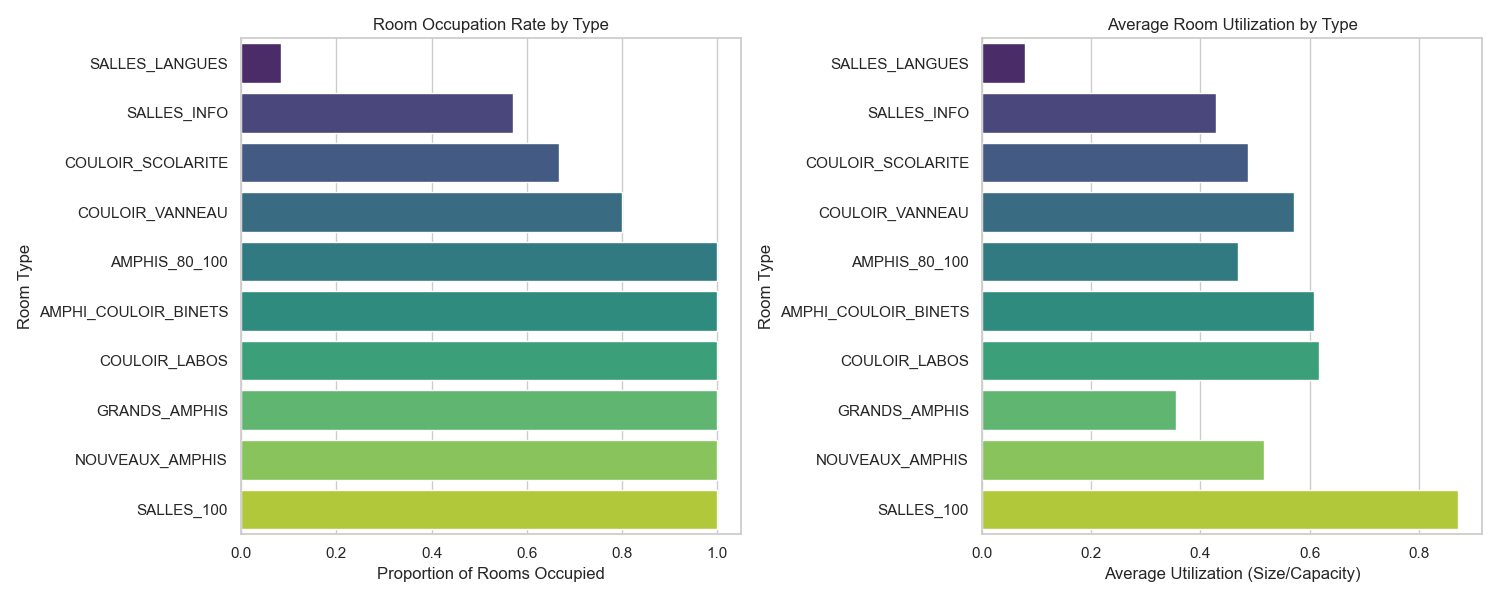 Room Occupation Rate by Type
Room Type
SALLES_LANGUES
SALLES_INFO
COULOIR_SCOLARITE
COULOIR_VANNEAU
AMPHIS_80_100
AMPHI_COULOIR_BINETS
COULOIR_LABOS
GRANDS_AMPHIS
NOUVEAUX_AMPHIS
SALLES_100
0.0 0.2 0.4 0.6 0.8 1.0
Proportion of Rooms Occupied
Average Room Utilization by Type
Room Type
SALLES_LANGUES
SALLES_INFO
COULOIR_SCOLARITE
COULOIR_VANNEAU
AMPHIS_80_100
AMPHI_COULOIR_BINETS
COULOIR_LABOS
GRANDS_AMPHIS
NOUVEAUX_AMPHIS
SALLES_100
0.0 0.2 0.4 0.6 0.8
Average Utilization (Size/Capacity)